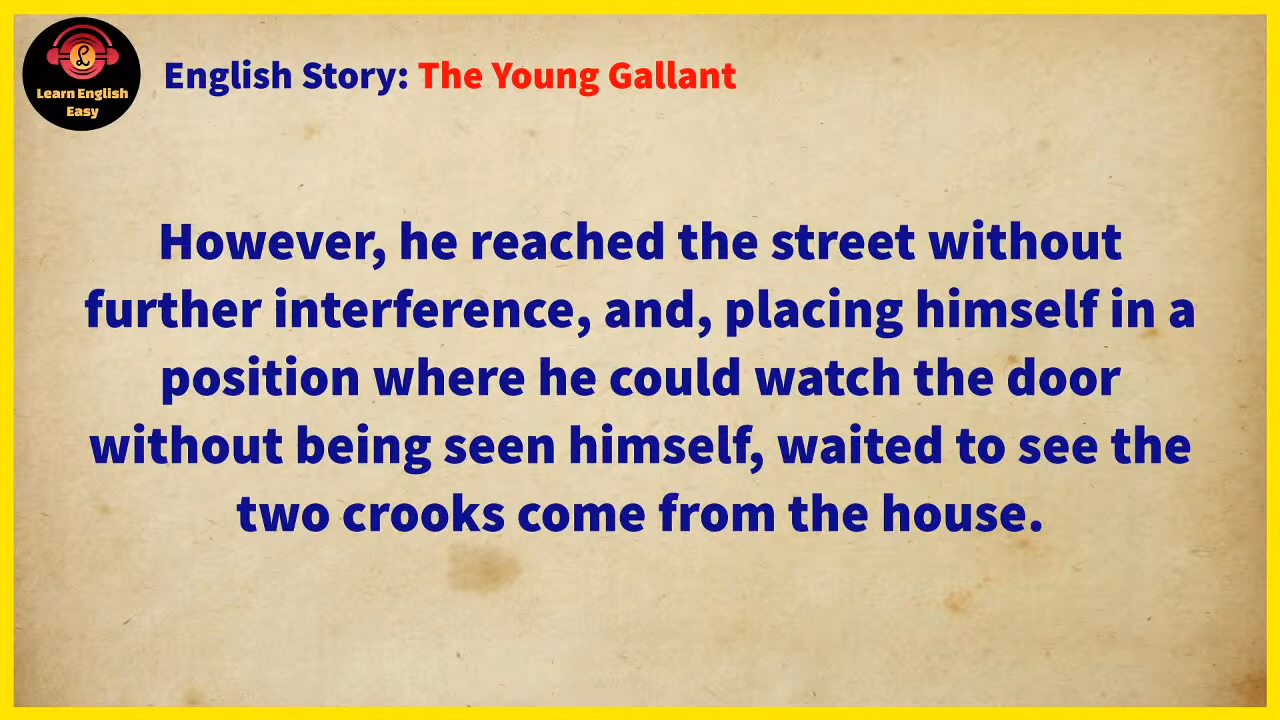 Learn English
Easy
English Story: The Young Gallant
However, he reached the street without
further interference, and, placing himself in a
position where he could watch the door
without being seen himself, waited to see the
two crooks come from the house.